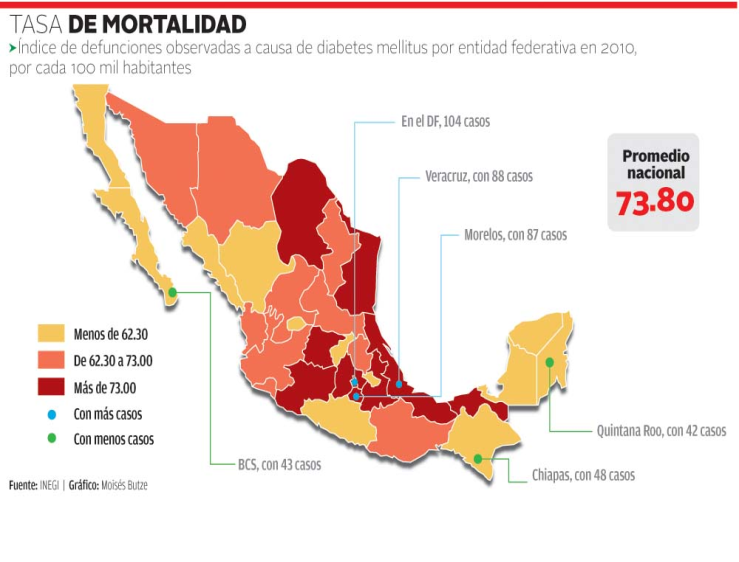 TASA DE MORTALIDAD
Índice de defunciones observadas a causa de diabetes mellitus por entidad federativa en 2010,
por cada 100 mil habitantes
En el DF, 104 casos
Veracruz, con 88 casos
Morelos, con 87 casos
Promedio
nacional
73.80
Menos de 62.30
De 62.30 a 73.00
Más de 73.00
Con más casos
Con menos casos
Quintana Roo, con 42 casos
BCS, con 43 casos
Chiapas, con 48 casos
Fuente: INEGI | Gráfico: Moisés Butze